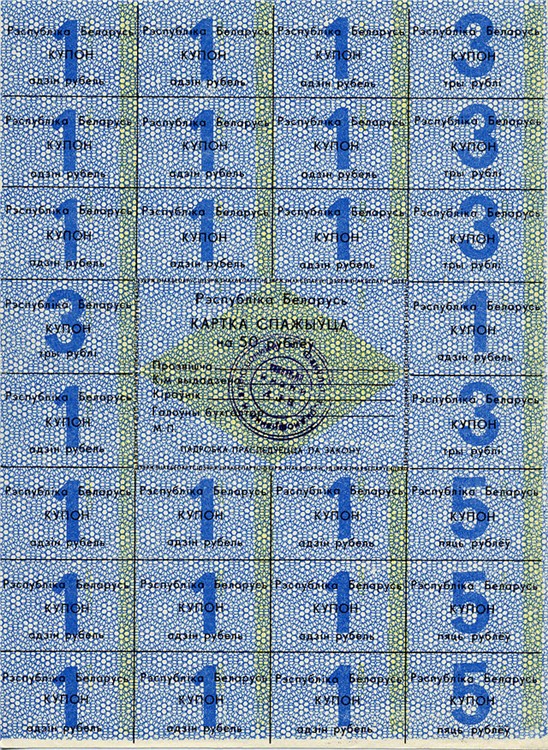 Рэспубліка Беларусь
1
КУПОН
адзін рубель
Рэспубліка Беларусь
1
КУПОН
адзін рубель
Рэспубліка Беларусь
1
КУПОН
адзін рубель
Рэспубліка Беларусь
3
КУПОН
тры рублі
Рэспубліка Беларусь
1
КУПОН
адзін рубель
Рэспубліка Беларусь
1
КУПОН
адзін рубель
Рэспубліка Беларусь
1
КУПОН
адзін рубель
Рэспубліка Беларусь
3
КУПОН
тры рублі
Рэспубліка Беларусь
1
КУПОН
адзін рубель
Рэспубліка Беларусь
1
КУПОН
адзін рубель
Рэспубліка Беларусь
1
КУПОН
адзін рубель
Рэспубліка Беларусь
3
КУПОН
тры рублі
Рэспубліка Беларусь
3
КУПОН
тры рублі
Рэспубліка Беларусь
КАРТКА СПАЖЫЎЦА
на 50 рублёў
Прозвішча
Кім выдадзена
Кіраўнік
Галоўны бухгалтар
М.П.
ПАДРОБКА ПРАСЛЕДУЕЦЦА ПА ЗАКОНУ
Рэспубліка Беларусь
1
КУПОН
адзін рубель
Рэспубліка Беларусь
1
КУПОН
адзін рубель
Рэспубліка Беларусь
3
КУПОН
тры рублі
Рэспубліка Беларусь
1
КУПОН
адзін рубель
Рэспубліка Беларусь
1
КУПОН
адзін рубель
Рэспубліка Беларусь
1
КУПОН
адзін рубель
Рэспубліка Беларусь
5
КУПОН
пяць рублёў
Рэспубліка Беларусь
1
КУПОН
адзін рубель
Рэспубліка Беларусь
1
КУПОН
адзін рубель
Рэспубліка Беларусь
1
КУПОН
адзін рубель
Рэспубліка Беларусь
5
КУПОН
пяць рублёў
Рэспубліка Беларусь
1
КУПОН
адзін рубель
Рэспубліка Беларусь
1
КУПОН
адзін рубель
Рэспубліка Беларусь
1
КУПОН
адзін рубель
Рэспубліка Беларусь
5
КУПОН
пяць рублёў